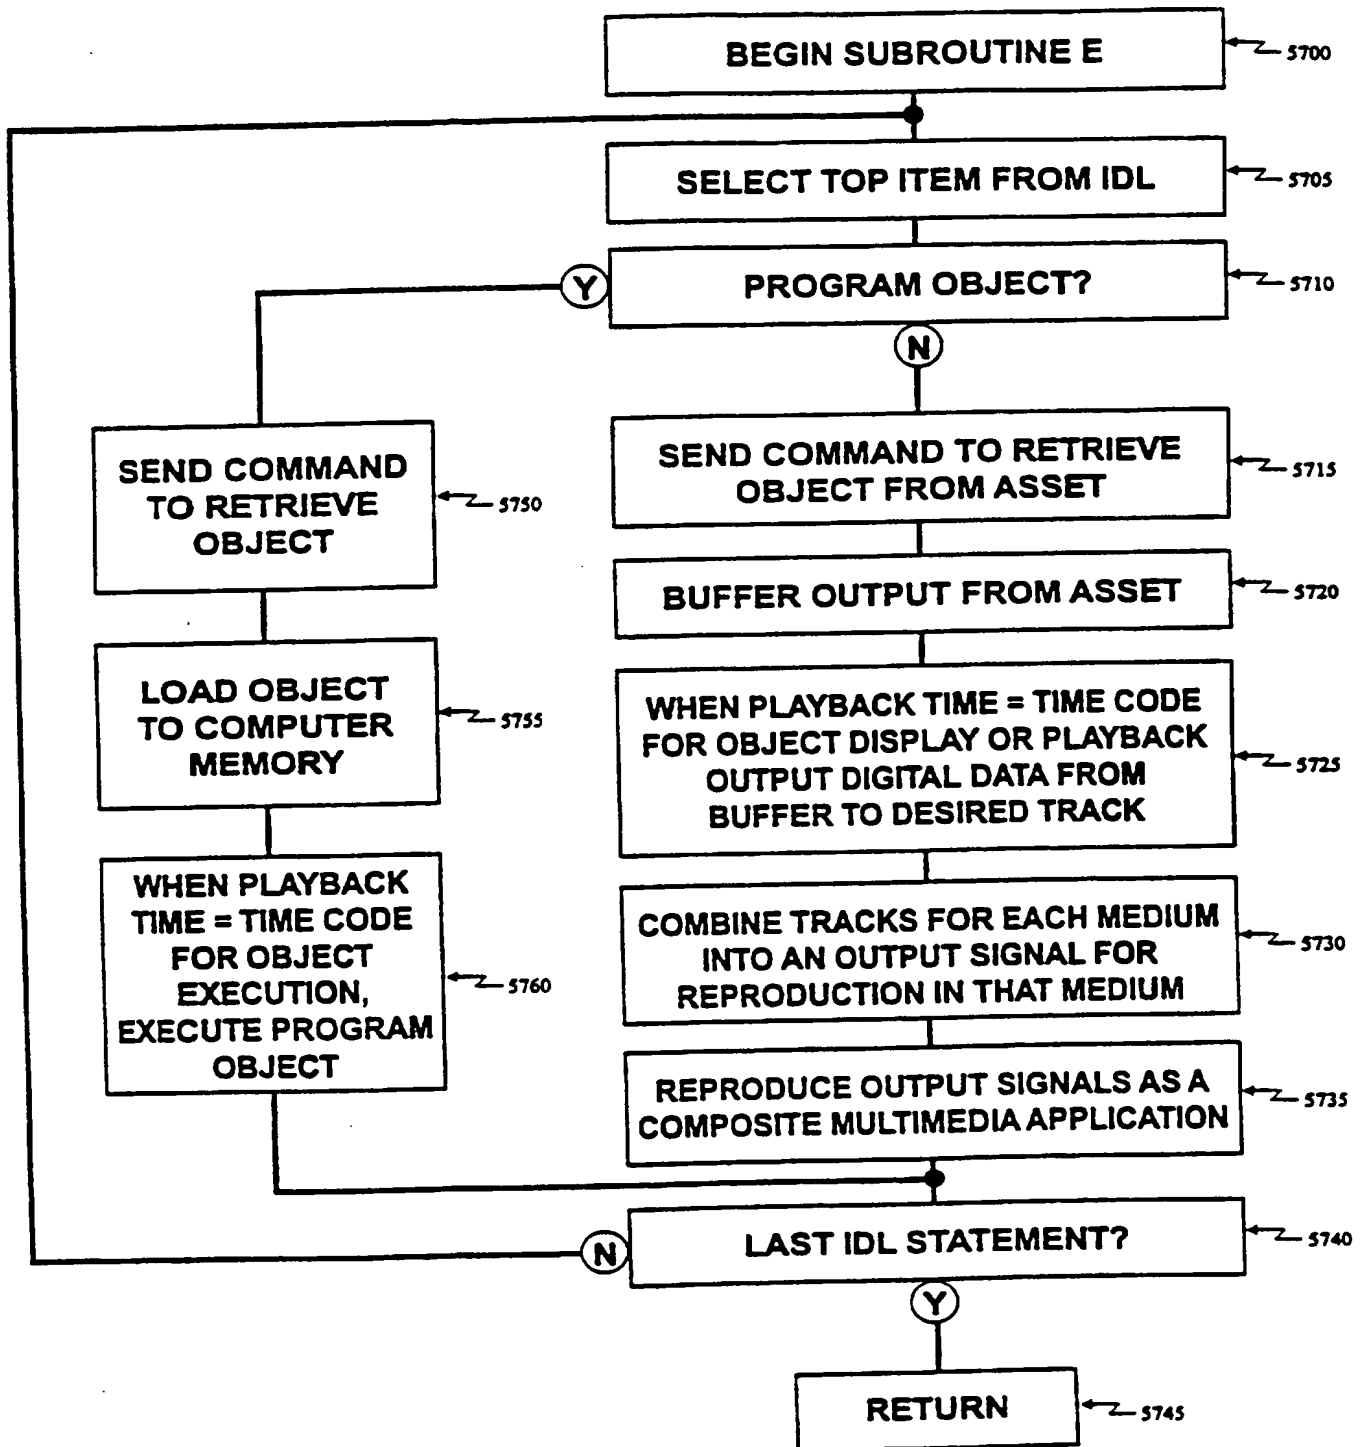 BEGIN SUBROUTINE E
5700
SELECT TOP ITEM FROM IDL
5705
PROGRAM OBJECT?
5710
Y
N
SEND COMMAND TO RETRIEVE
OBJECT FROM ASSET
5715
BUFFER OUTPUT FROM ASSET
5720
WHEN PLAYBACK TIME = TIME CODE
FOR OBJECT DISPLAY OR PLAYBACK
OUTPUT DIGITAL DATA FROM
BUFFER TO DESIRED TRACK
5725
COMBINE TRACKS FOR EACH MEDIUM
INTO AN OUTPUT SIGNAL FOR
REPRODUCTION IN THAT MEDIUM
5730
REPRODUCE OUTPUT SIGNALS AS A
COMPOSITE MULTIMEDIA APPLICATION
5735
SEND COMMAND
TO RETRIEVE
OBJECT
5750
LOAD OBJECT
TO COMPUTER
MEMORY
5755
WHEN PLAYBACK
TIME = TIME CODE
FOR OBJECT
EXECUTION,
EXECUTE PROGRAM
OBJECT
5760
LAST IDL STATEMENT?
5740
N
Y
RETURN
5745